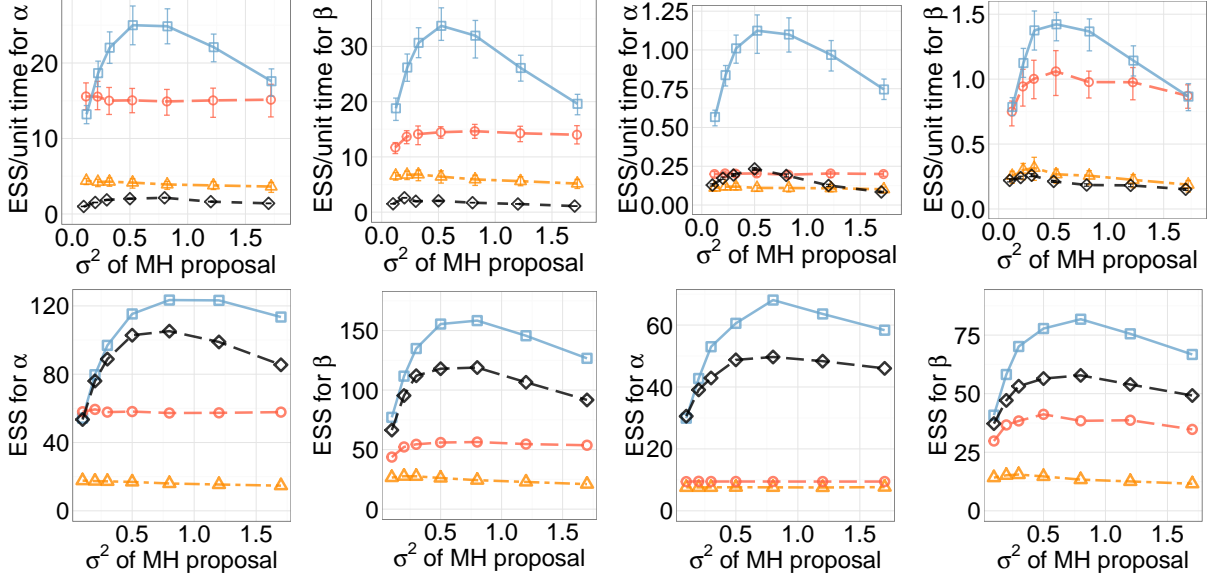 ESS/unit time for α
20
10
0
0.0 0.5 1.0 1.5
σ² of MH proposal
ESS/unit time for β
30
20
10
0
0.0 0.5 1.0 1.5
σ² of MH proposal
ESS/unit time for α
1.25
1.00
0.75
0.50
0.25
0.00
0.0 0.5 1.0 1.5
σ² of MH proposal
ESS/unit time for β
1.5
1.0
0.5
0.0
0.0 0.5 1.0 1.5
σ² of MH proposal
ESS for α
120
80
40
0
0.5 1.0 1.5
σ² of MH proposal
ESS for β
150
100
50
0
0.5 1.0 1.5
σ² of MH proposal
ESS for α
60
40
20
0
0.5 1.0 1.5
σ² of MH proposal
ESS for β
75
50
25
0
0.5 1.0 1.5
σ² of MH proposal